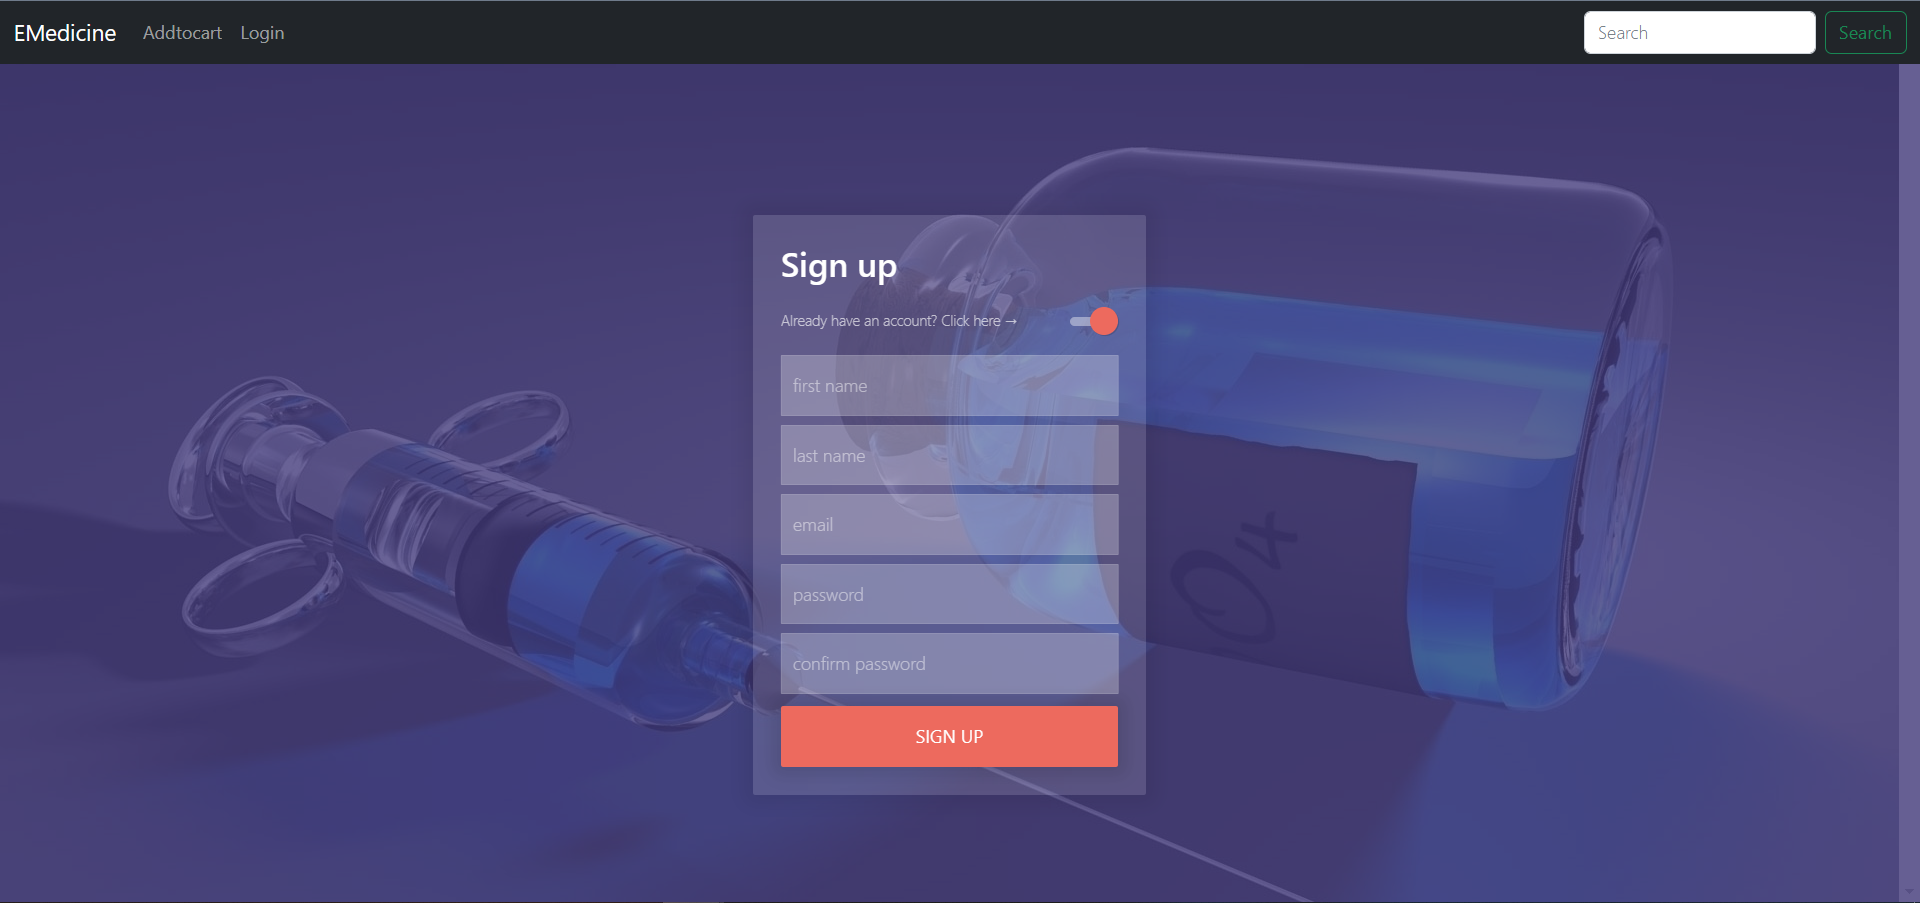 EMedicine Addtocart Login Search Search
Sign up
Already have an account? Click here →
first name
last name
email
password
confirm password
SIGN UP
O4